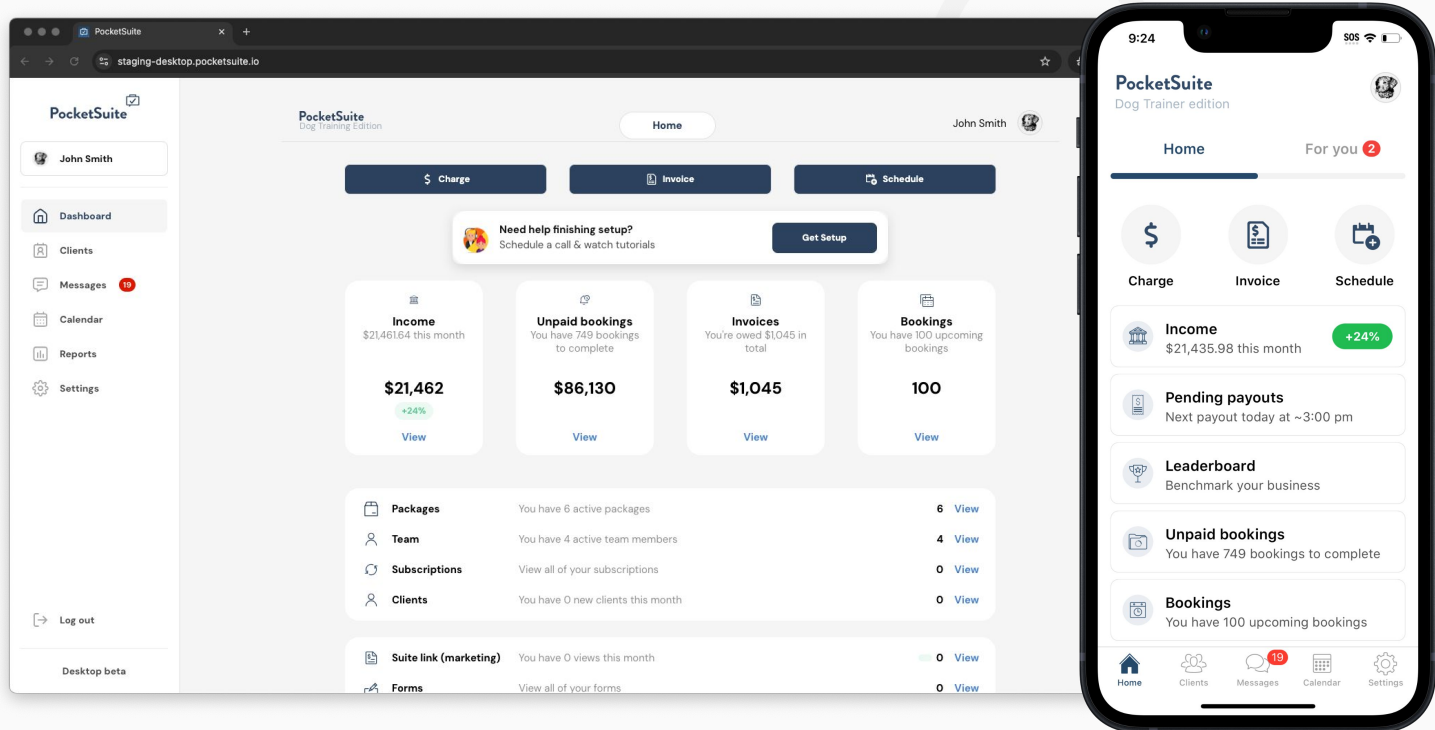 PocketSuite
staging-desktop.pocketsuite.io
PocketSuite
John Smith
Dashboard
Clients
Messages 19
Calendar
Reports
Settings
Log out
Desktop beta
PocketSuite
Dog Training Edition
Home
John Smith
$ Charge
Invoice
Schedule
Need help finishing setup?
Schedule a call & watch tutorials
Get Setup
Income
$21,461.64 this month
$21,462
+24%
View
Unpaid bookings
You have 749 bookings
to complete
$86,130
View
Invoices
You're owed $1,045 in
total
$1,045
View
Bookings
You have 100 upcoming
bookings
100
View
Packages You have 6 active packages 6 View
Team You have 4 active team members 4 View
Subscriptions View all of your subscriptions 0 View
Clients You have 0 new clients this month 0 View
Suite link (marketing) You have 0 views this month 0 View
Forms View all of your forms 0 View
9:24 SOS
PocketSuite
Dog Trainer edition
Home For you 2
$
$
Charge Invoice Schedule
Income
$21,435.98 this month
+24%
Pending payouts
Next payout today at ~3:00 pm
Leaderboard
Benchmark your business
Unpaid bookings
You have 749 bookings to complete
Bookings
You have 100 upcoming bookings
19
Home Clients Messages Calendar Settings